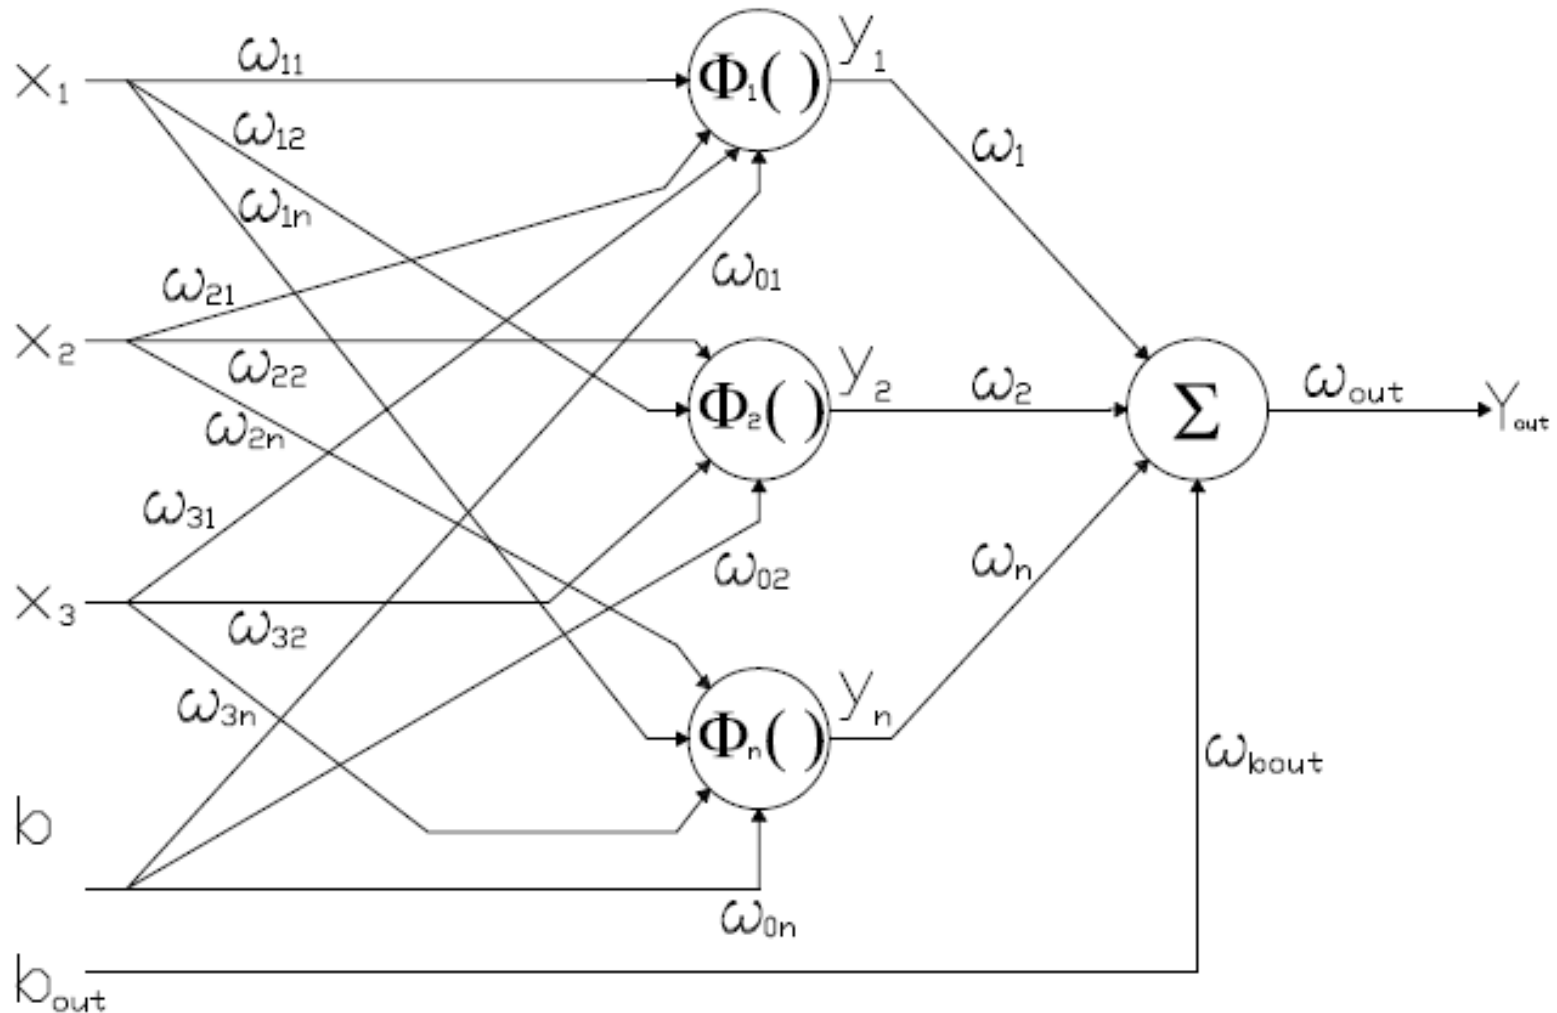 x₁
ω₁₁
Φ₁( )
y₁
ω₁₂
ω₁
ω₁ₙ
ω₀₁
ω₂₁
x₂
ω₂₂
y₂
ω₂
ωout
Φ₂( )
Σ
Yout
ω₂ₙ
ω₃₁
ω₀₂
ωₙ
x₃
ω₃₂
ω₃ₙ
yₙ
Φₙ( )
ωbout
b
ω₀ₙ
bout